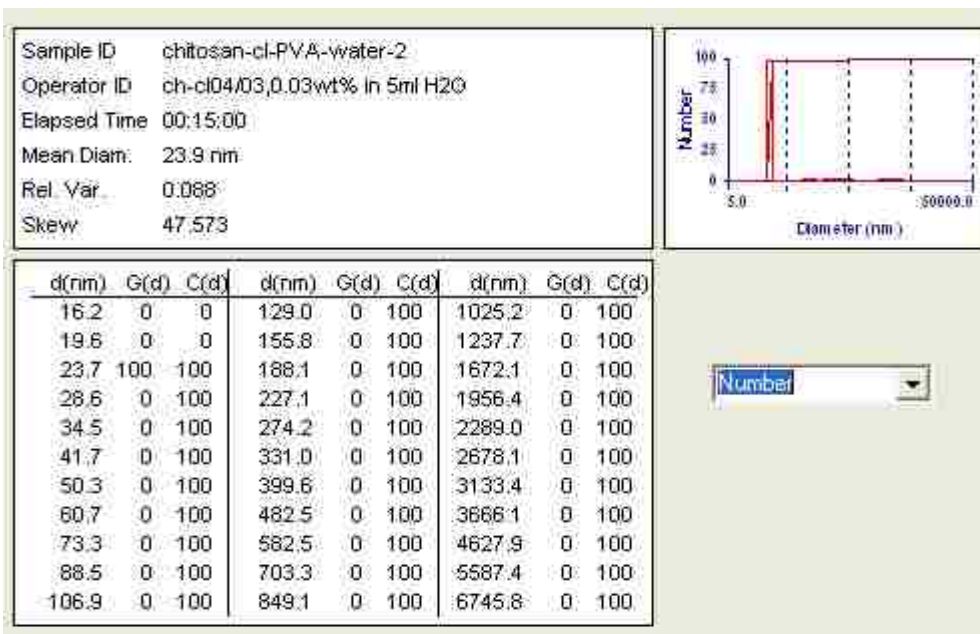 Sample ID chitosan-cl-PVA-water-2
Operator ID ch-cl04/03,0.03wt% in 5ml H2O
Elapsed Time 00:15:00
Mean Diam. 23.9 nm
Rel. Var. 0.088
Skew 47.573
100
75
50
25
0
Number
5.0 50000.0
Diameter (nm)
d(nm) G(d) C(d) d(nm) G(d) C(d) d(nm) G(d) C(d)
16.2 0 0 129.0 0 100 1025.2 0 100
19.6 0 0 155.8 0 100 1237.7 0 100
23.7 100 100 188.1 0 100 1672.1 0 100
28.6 0 100 227.1 0 100 1956.4 0 100
34.5 0 100 274.2 0 100 2289.0 0 100
41.7 0 100 331.0 0 100 2678.1 0 100
50.3 0 100 399.6 0 100 3133.4 0 100
60.7 0 100 482.5 0 100 3666.1 0 100
73.3 0 100 582.5 0 100 4627.9 0 100
88.5 0 100 703.3 0 100 5587.4 0 100
106.9 0 100 849.1 0 100 6745.8 0 100
Number